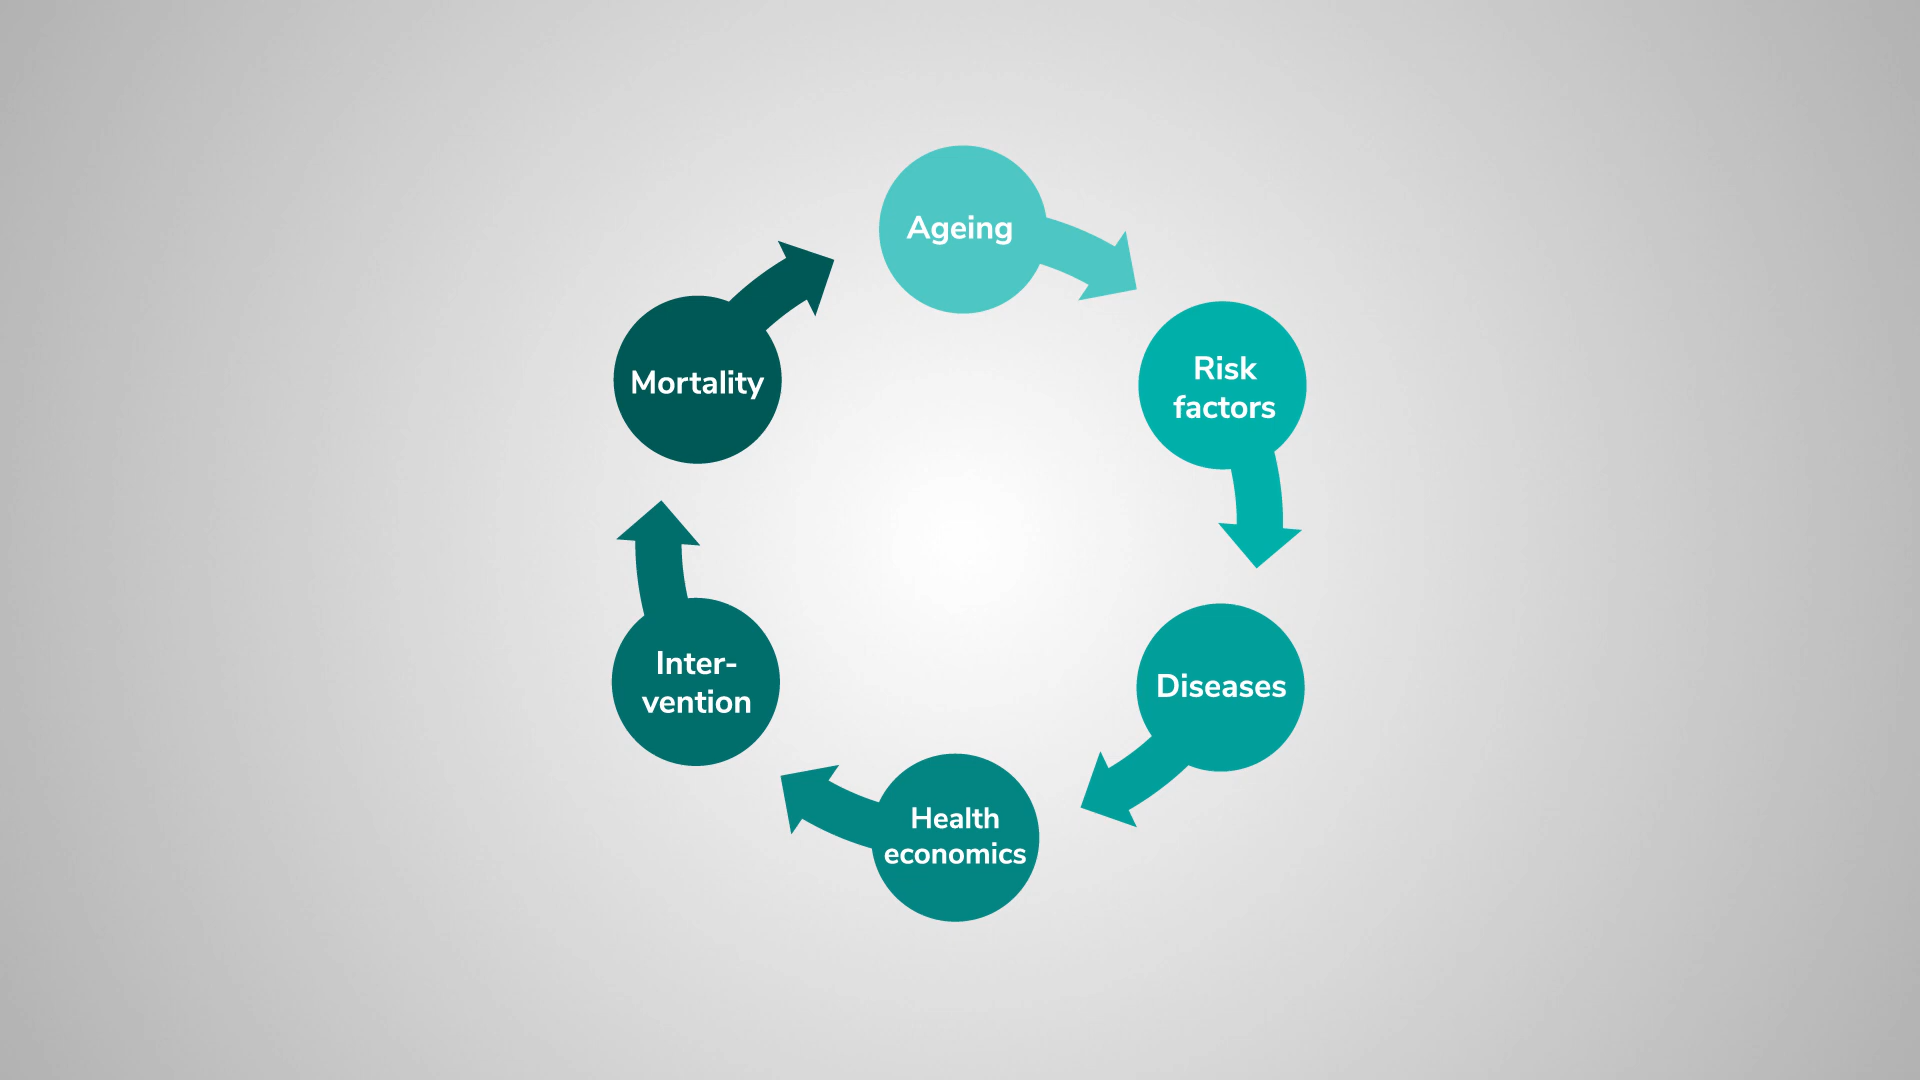 Ageing
Risk
factors
Diseases
Health
economics
Inter-
vention
Mortality